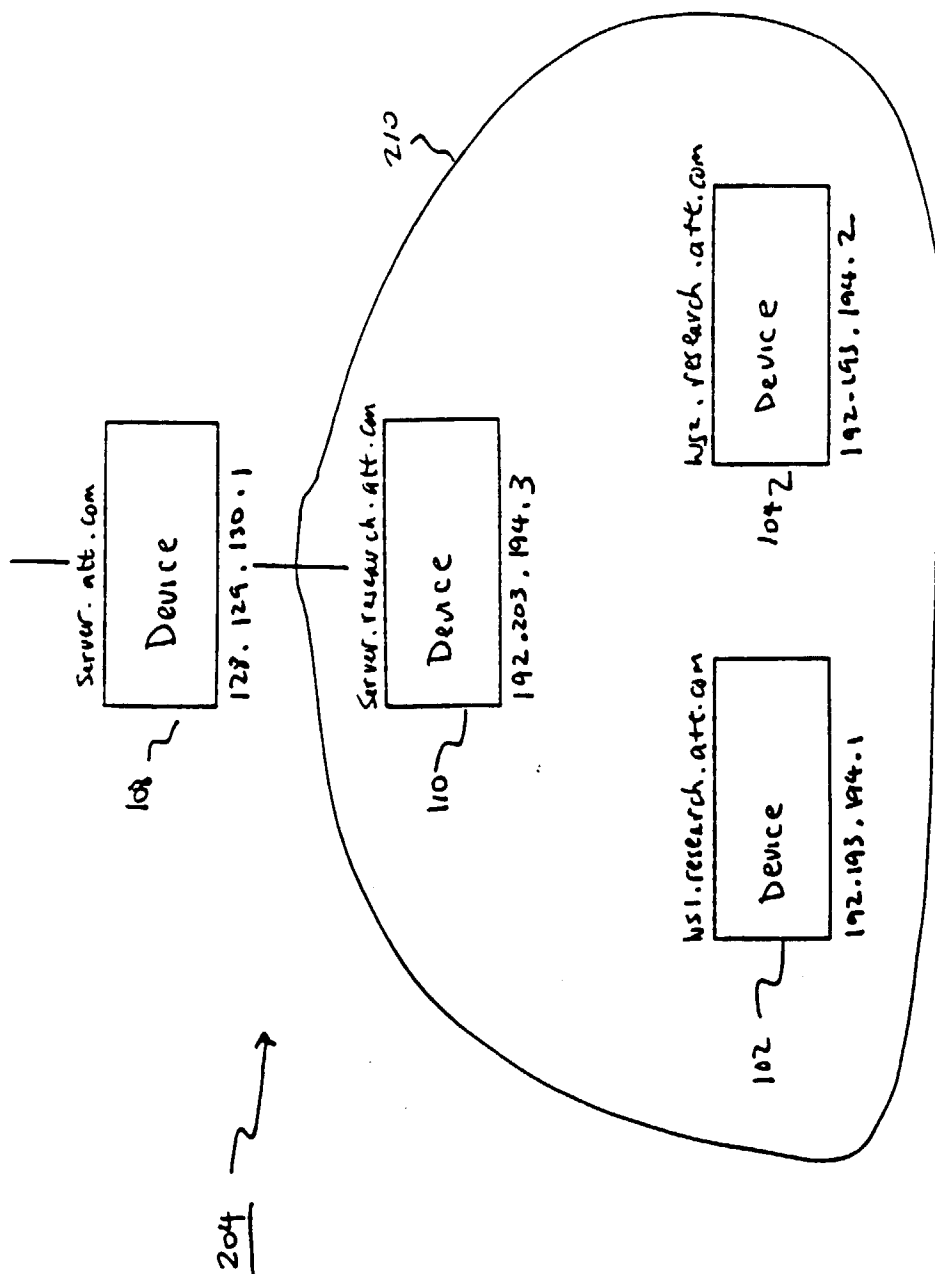 204
Server.att.com
Device
128.129.130.1
108
210
Server.research.att.com
Device
192.203.194.3
110
WS1.research.att.com
Device
192.193.194.1
102
WS2.research.att.com
Device
192.193.194.2
104